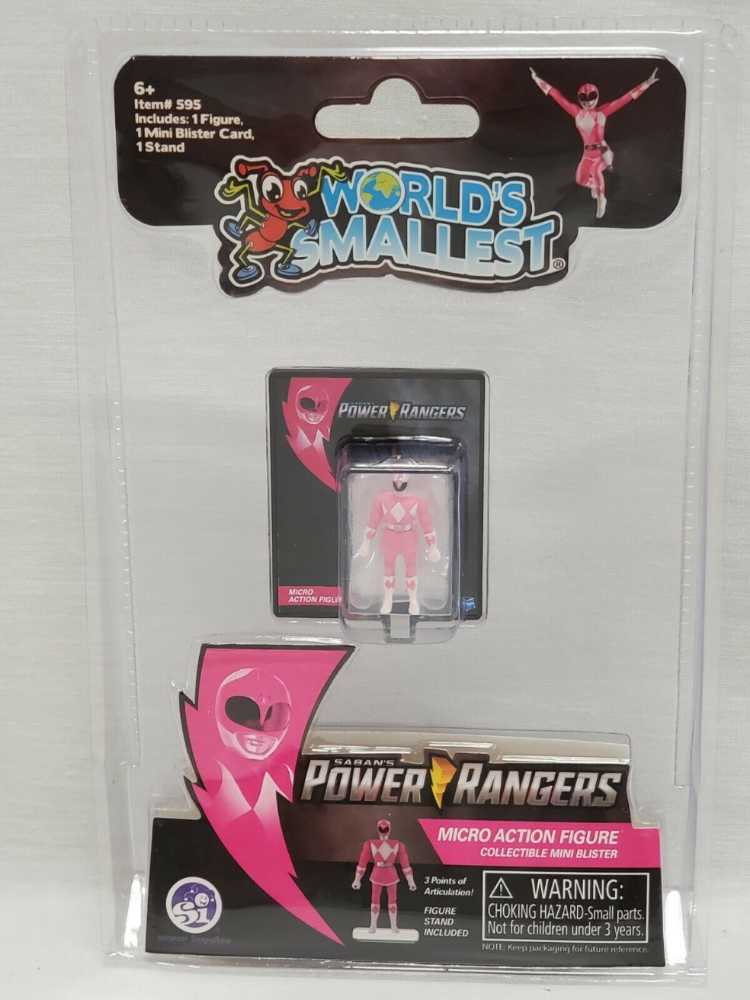 6+
Item# 595
Includes: 1 Figure,
1 Mini Blister Card,
1 Stand
WORLD'S
SMALLEST®
POWER RANGERS
MICRO
ACTION FIGU
SABAN'S
POWER RANGERS
MICRO ACTION FIGURE
COLLECTIBLE MINI BLISTER
3 Points of
Articulation!
FIGURE
STAND
INCLUDED
WARNING:
CHOKING HAZARD-Small parts.
Not for children under 3 years.
NOTE: Keep packaging for future reference.
Si